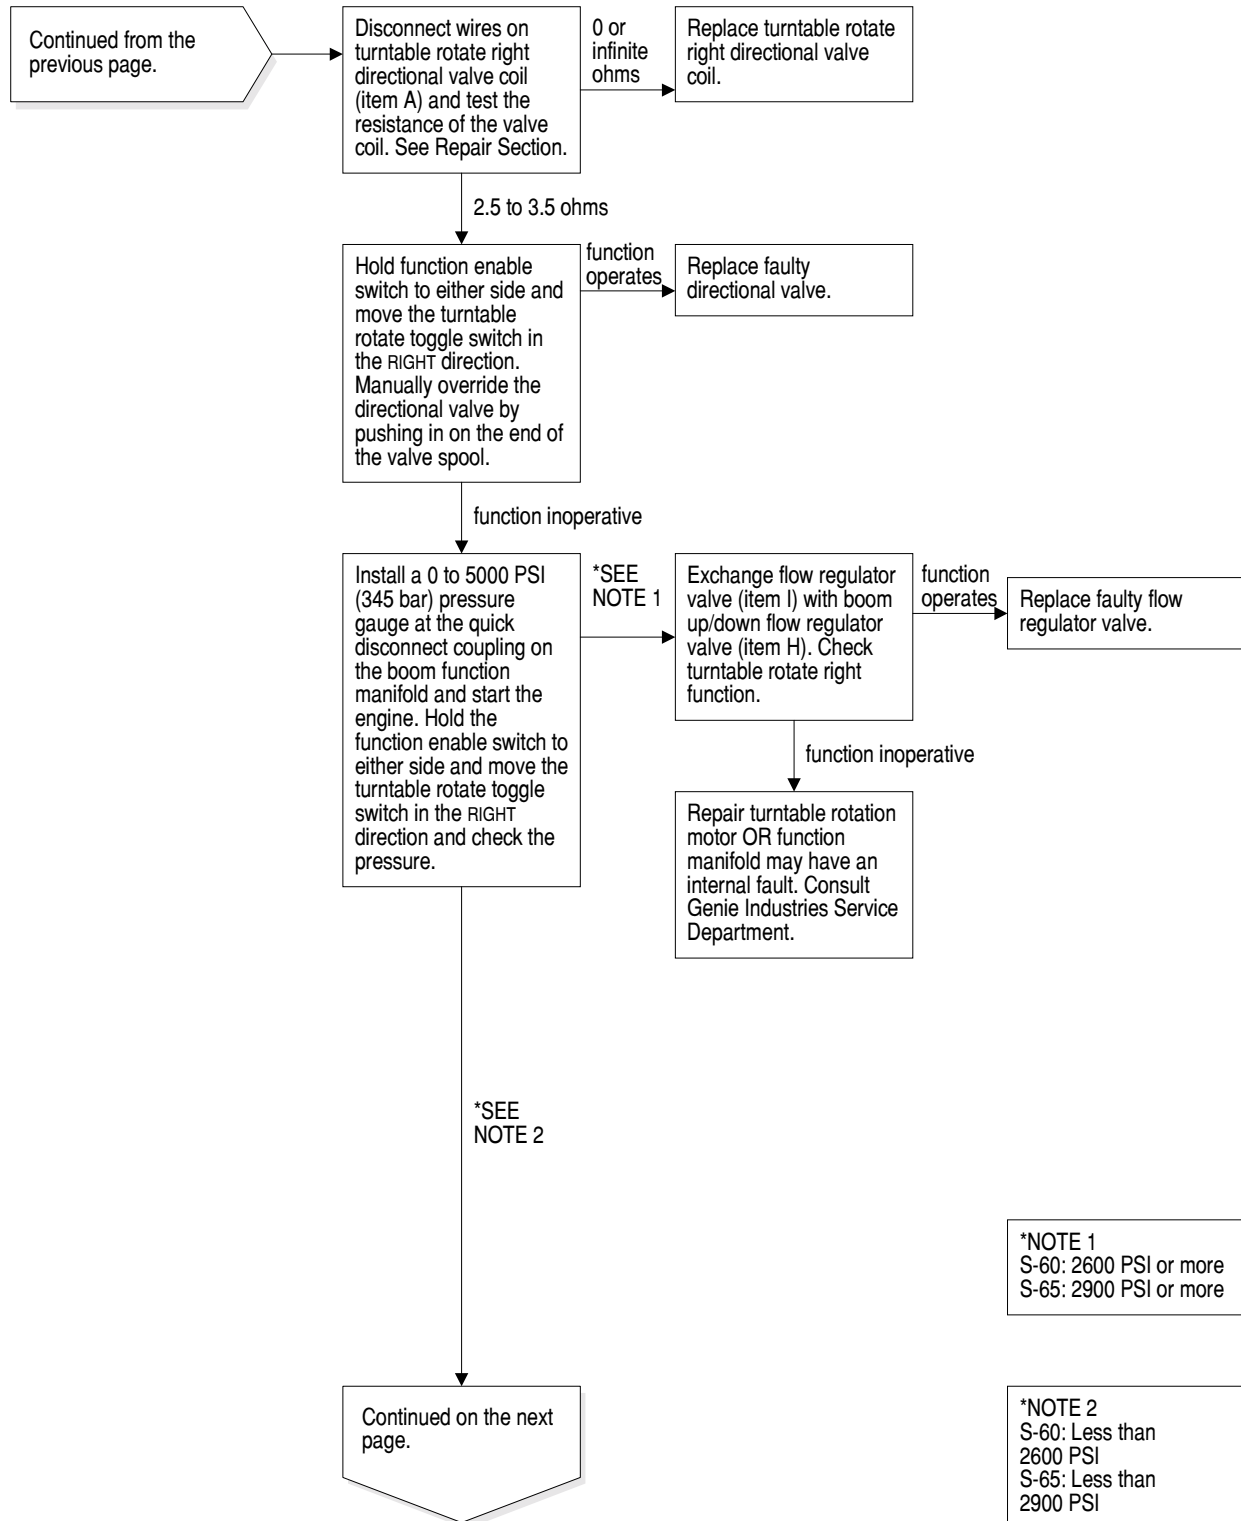 Continued from the
previous page.
Disconnect wires on
turntable rotate right
directional valve coil
(item A) and test the
resistance of the valve
coil. See Repair Section.
0 or
infinite
ohms
Replace turntable rotate
right directional valve
coil.
2.5 to 3.5 ohms
Hold function enable
switch to either side and
move the turntable
rotate toggle switch in
the RIGHT direction.
Manually override the
directional valve by
pushing in on the end of
the valve spool.
function
operates
Replace faulty
directional valve.
function inoperative
Install a 0 to 5000 PSI
(345 bar) pressure
gauge at the quick
disconnect coupling on
the boom function
manifold and start the
engine. Hold the
function enable switch to
either side and move the
turntable rotate toggle
switch in the RIGHT
direction and check the
pressure.
*SEE
NOTE 1
Exchange flow regulator
valve (item I) with boom
up/down flow regulator
valve (item H). Check
turntable rotate right
function.
function
operates
Replace faulty flow
regulator valve.
function inoperative
Repair turntable rotation
motor OR function
manifold may have an
internal fault. Consult
Genie Industries Service
Department.
*SEE
NOTE 2
*NOTE 1
S-60: 2600 PSI or more
S-65: 2900 PSI or more
Continued on the next
page.
*NOTE 2
S-60: Less than
2600 PSI
S-65: Less than
2900 PSI